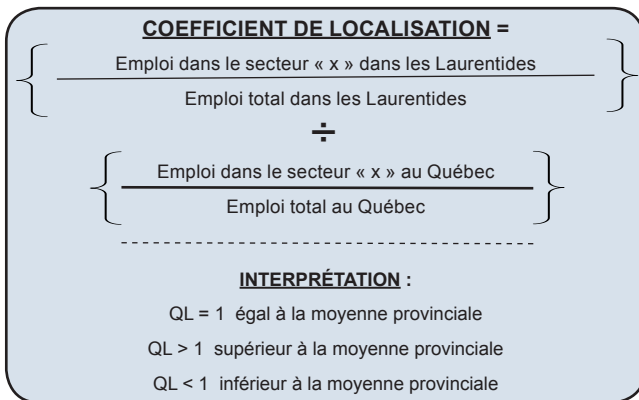 COEFFICIENT DE LOCALISATION =
Emploi dans le secteur « x » dans les Laurentides
Emploi total dans les Laurentides
÷
Emploi dans le secteur « x » au Québec
Emploi total au Québec
INTERPRÉTATION :
QL = 1 égal à la moyenne provinciale
QL > 1 supérieur à la moyenne provinciale
QL < 1 inférieur à la moyenne provinciale